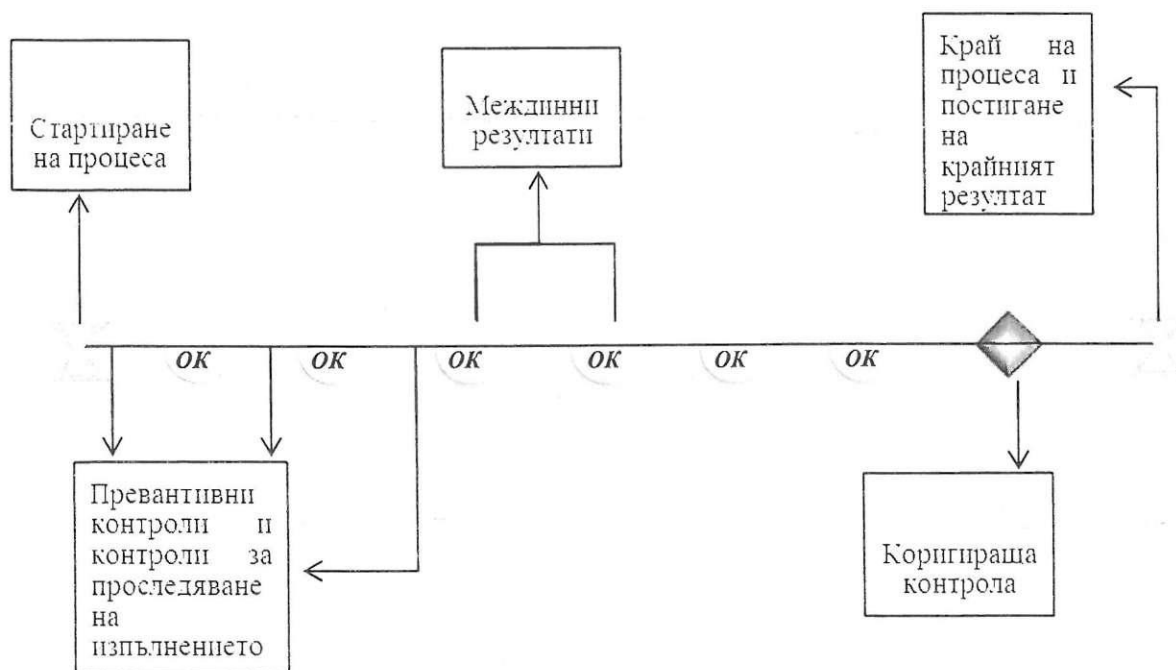 Стартиране
на процеса
Междинни
резултати
Край на
процеса и
постигане
на
крайният
резултат
ОК ОК ОК ОК ОК ОК
Превантивни
контроли и
контроли за
проследяване
на
изпълнението
Коригираща
контрола